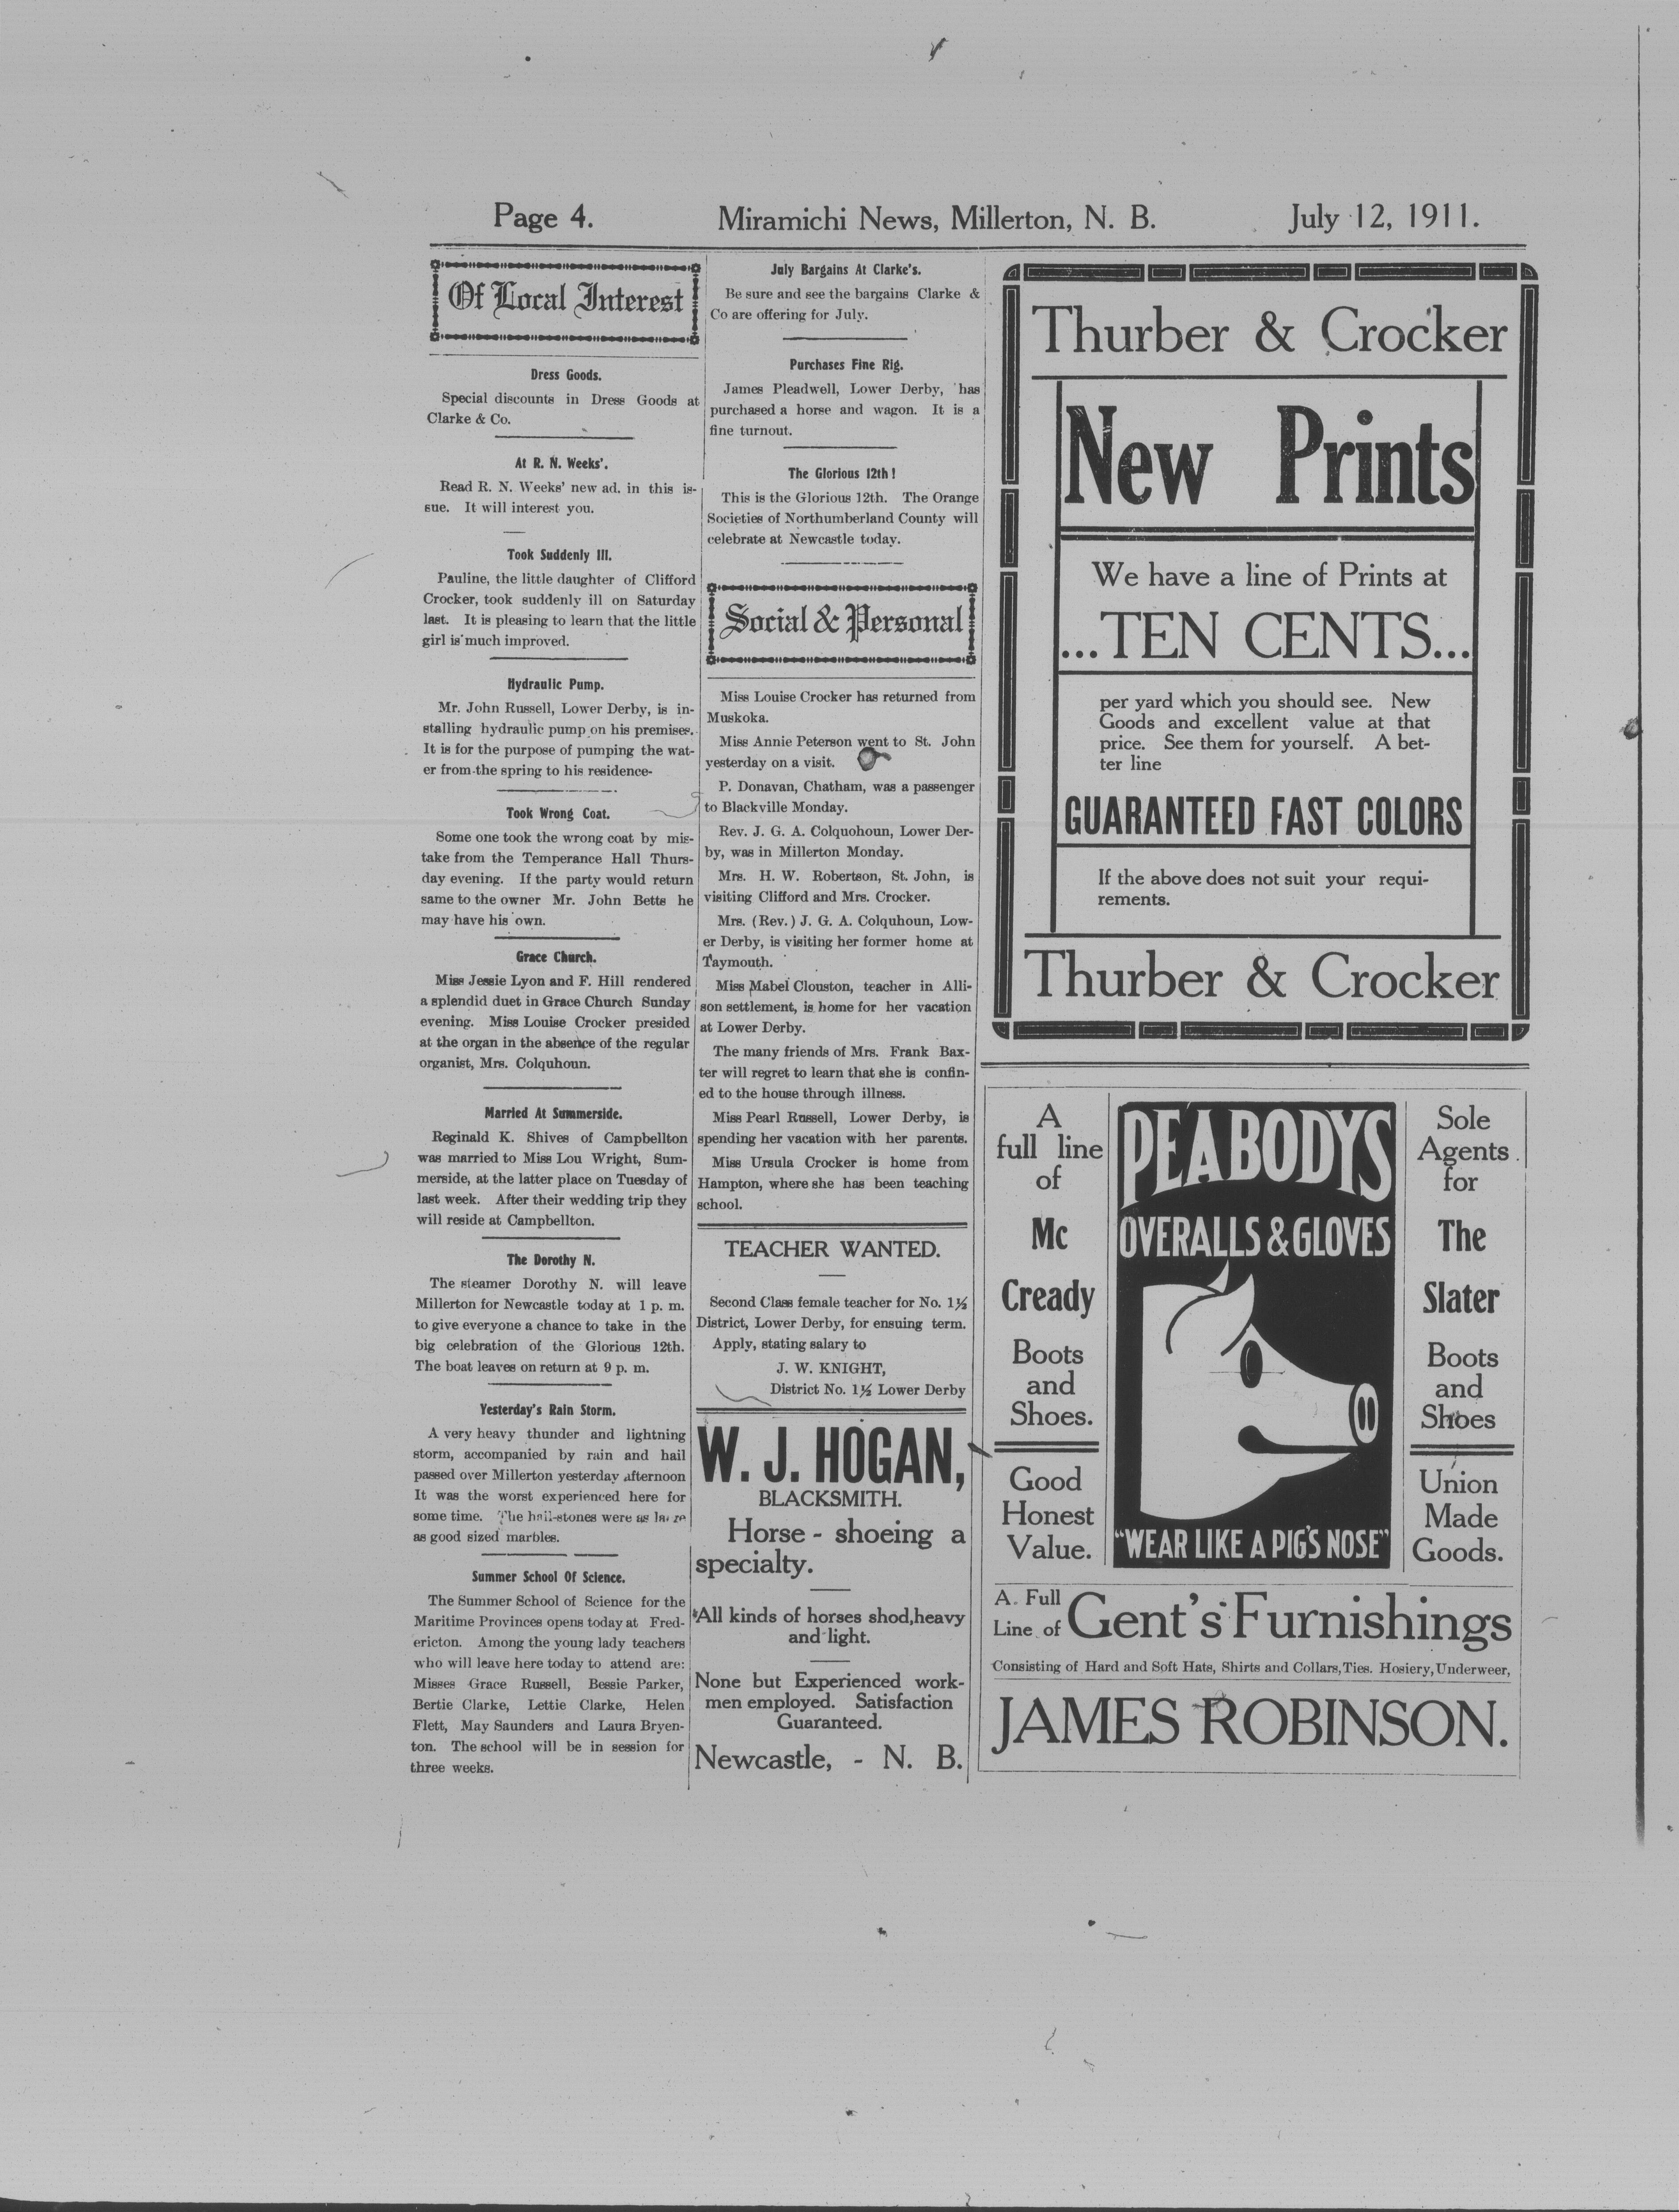 Page 4. Miramichi News, Millerton, N. B. July 12, 1911.
Of Local Interest
Dress Goods.
Special discounts in Dress Goods at
Clarke & Co.
At R. N. Weeks'.
Read R. N. Weeks' new ad. in this is-
sue. It will interest you.
Took Suddenly Ill.
Pauline, the little daughter of Clifford
Crocker, took suddenly ill on Saturday
last. It is pleasing to learn that the little
girl is much improved.
Hydraulic Pump.
Mr. John Russell, Lower Derby, is in-
stalling hydraulic pump on his premises.
It is for the purpose of pumping the wat-
er from the spring to his residence-
Took Wrong Coat.
Some one took the wrong coat by mis-
take from the Temperance Hall Thurs-
day evening. If the party would return
same to the owner Mr. John Betts he
may have his own.
Grace Church.
Miss Jessie Lyon and F. Hill rendered
a splendid duet in Grace Church Sunday
evening. Miss Louise Crocker presided
at the organ in the absence of the regular
organist, Mrs. Colquhoun.
Married At Summerside.
Reginald K. Shives of Campbellton
was married to Miss Lou Wright, Sum-
merside, at the latter place on Tuesday of
last week. After their wedding trip they
will reside at Campbellton.
The Dorothy N.
The steamer Dorothy N. will leave
Millerton for Newcastle today at 1 p. m.
to give everyone a chance to take in the
big celebration of the Glorious 12th.
The boat leaves on return at 9 p. m.
Yesterday's Rain Storm.
A very heavy thunder and lightning
storm, accompanied by rain and hail
passed over Millerton yesterday afternoon
It was the worst experienced here for
some time. The hail-stones were as large
as good sized marbles.
Summer School Of Science.
The Summer School of Science for the
Maritime Provinces opens today at Fred-
ericton. Among the young lady teachers
who will leave here today to attend are:
Misses Grace Russell, Bessie Parker,
Bertie Clarke, Lettie Clarke, Helen
Flett, May Saunders and Laura Bryen-
ton. The school will be in session for
three weeks.
July Bargains At Clarke's.
Be sure and see the bargains Clarke &
Co are offering for July.
Purchases Fine Rig.
James Pleadwell, Lower Derby, has
purchased a horse and wagon. It is a
fine turnout.
The Glorious 12th!
This is the Glorious 12th. The Orange
Societies of Northumberland County will
celebrate at Newcastle today.
Social & Personal
Miss Louise Crocker has returned from
Muskoka.
Miss Annie Peterson went to St. John
yesterday on a visit.
P. Donavan, Chatham, was a passenger
to Blackville Monday.
Rev. J. G. A. Colquohoun, Lower Der-
by, was in Millerton Monday.
Mrs. H. W. Robertson, St. John, is
visiting Clifford and Mrs. Crocker.
Mrs. (Rev.) J. G. A. Colquhoun, Low-
er Derby, is visiting her former home at
Taymouth.
Miss Mabel Clouston, teacher in Alli-
son settlement, is home for her vacation
at Lower Derby.
The many friends of Mrs. Frank Bax-
ter will regret to learn that she is confin-
ed to the house through illness.
Miss Pearl Russell, Lower Derby, is
spending her vacation with her parents.
Miss Ursula Crocker is home from
Hampton, where she has been teaching
school.
TEACHER WANTED.
Second Class female teacher for No. 1½
District, Lower Derby, for ensuing term.
Apply, stating salary to
J. W. KNIGHT,
District No. 1½ Lower Derby
W. J. HOGAN,
BLACKSMITH.
Horse - shoeing a
specialty.
All kinds of horses shod,heavy
and light.
None but Experienced work-
men employed. Satisfaction
Guaranteed.
Newcastle, - N. B.
Thurber & Crocker
New Prints
We have a line of Prints at
...TEN CENTS...
per yard which you should see. New
Goods and excellent value at that
price. See them for yourself. A bet-
ter line
GUARANTEED FAST COLORS
If the above does not suit your requi-
rements.
Thurber & Crocker
A
full line
of
Mc
Cready
Boots
and
Shoes.
Good
Honest
Value.
PEABODYS
OVERALLS & GLOVES
"WEAR LIKE A PIG'S NOSE"
Sole
Agents
for
The
Slater
Boots
and
Shoes
Union
Made
Goods.
A. Full
Line of Gent's Furnishings
Consisting of Hard and Soft Hats, Shirts and Collars,Ties. Hosiery,Underweer,
JAMES ROBINSON.